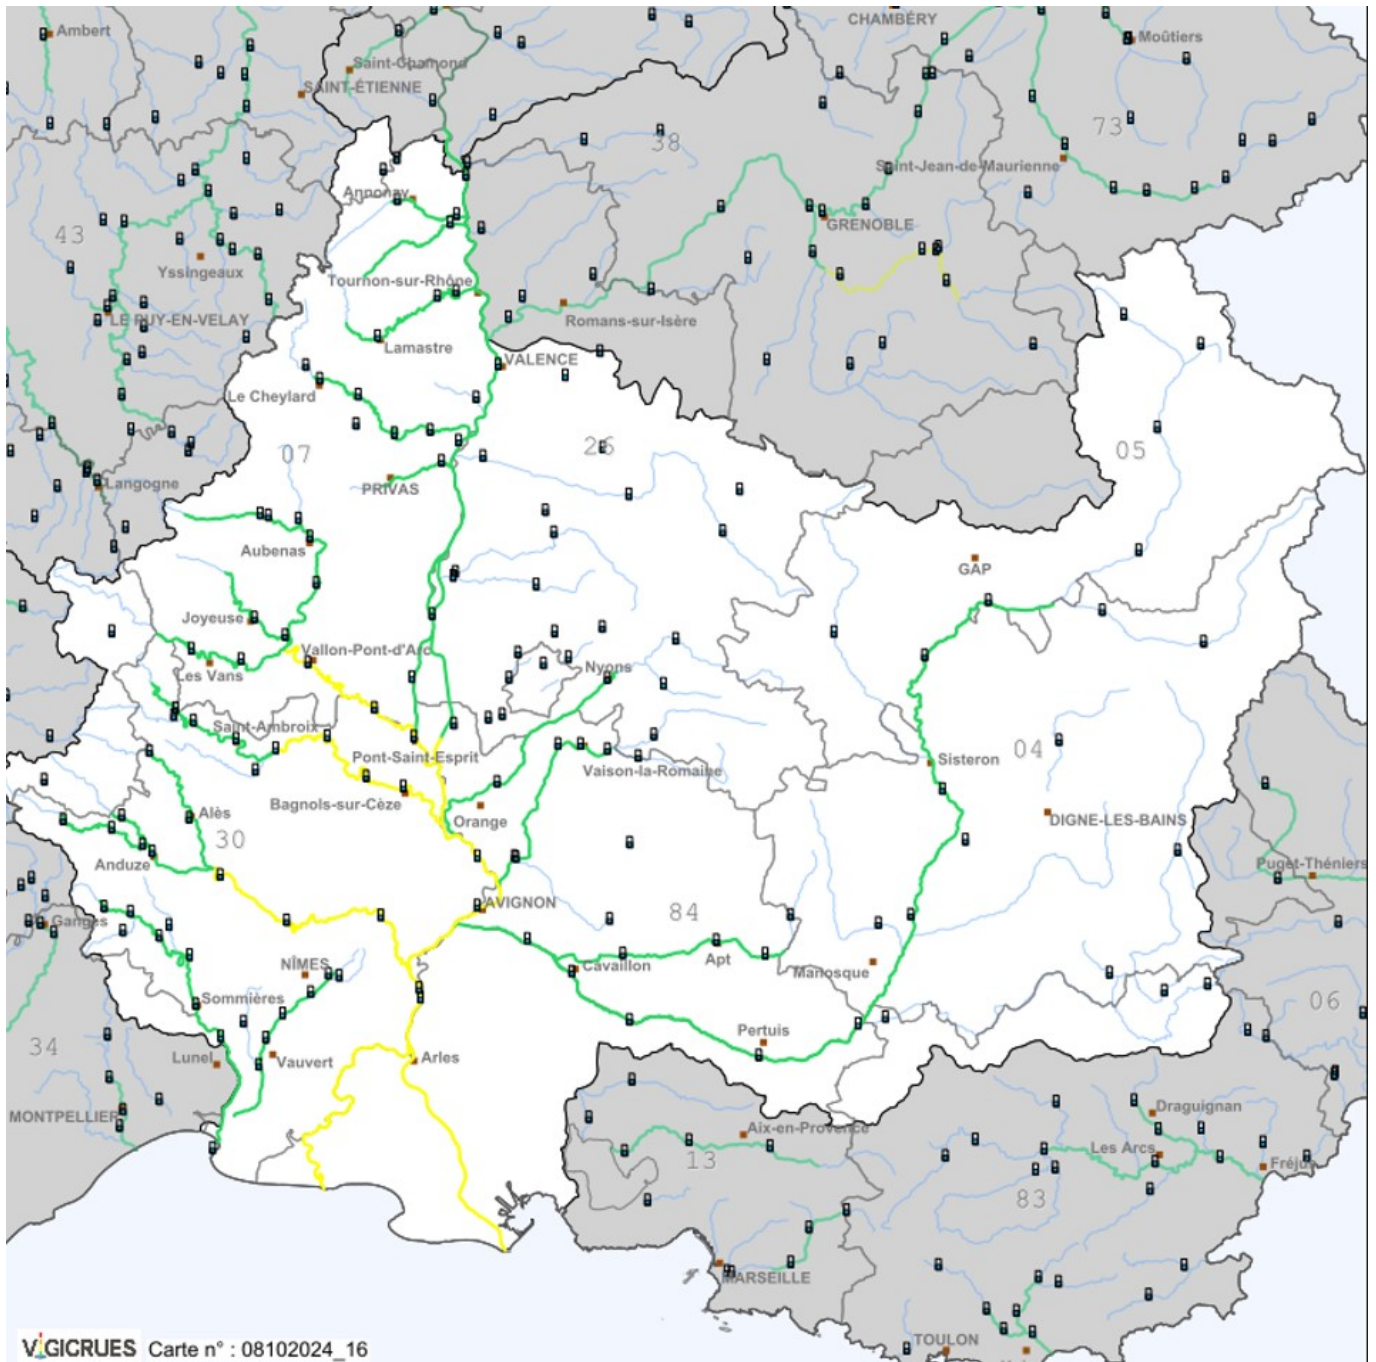 CHAMBÉRY
Ambert
Moûtiers
Saint-Chamond
SAINT-ÉTIENNE
73
38
Saint-Jean-de-Maurienne
Annonay
GRENOBLE
43
Yssingeaux
Tournon-sur-Rhône
LE PUY-EN-VELAY
Romans-sur-Isère
Lamastre
VALENCE
Le Cheylard
07
26
05
Langogne
PRIVAS
Aubenas
GAP
Joyeuse
Vallon-Pont-d'Arc
Les Vans
Nyons
Saint-Ambroix
Pont-Saint-Esprit
04
Sisteron
Vaison-la-Romaine
Bagnols-sur-Cèze
Alès
Orange
DIGNE-LES-BAINS
30
Anduze
Puget-Théniers
AVIGNON
84
Ganges
Apt
NÎMES
Cavaillon
Manosque
Sommières
06
Pertuis
34
Lunel
Vauvert
Arles
MONTPELLIER
Draguignan
Aix-en-Provence
Les Arcs
13
Fréjus
83
MARSEILLE
TOULON
VIGICRUES Carte n° : 08102024_16